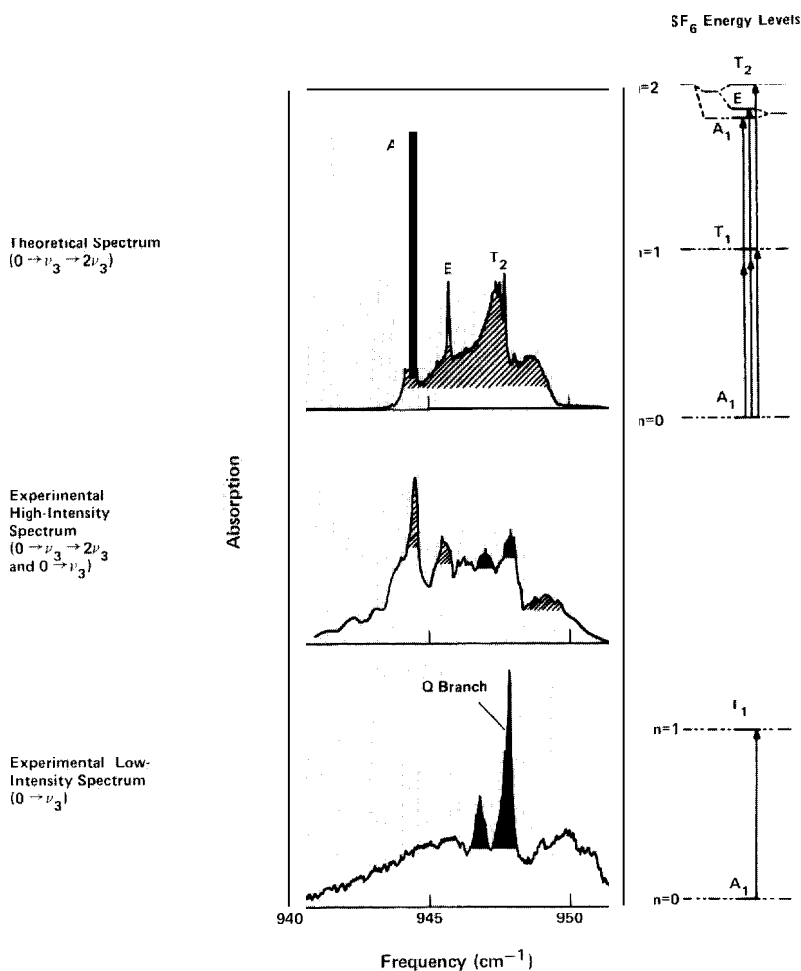 SF6 Energy Levels
T2
n=2
E
A1
A
Theoretical Spectrum
(0 → ν3 → 2ν3)
E
T2
T1
n=1
A1
n=0
Absorption
Experimental
High-Intensity
Spectrum
(0 → ν3 → 2ν3
and 0 → ν3)
Q Branch
T1
n=1
Experimental Low-
Intensity Spectrum
(0 → ν3)
A1
n=0
940
945
950
Frequency (cm−1)